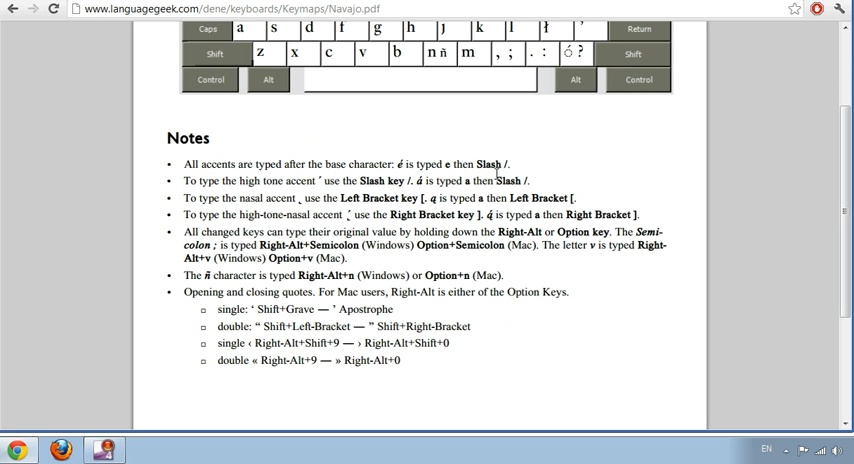 www.languagegeek.com/dene/keyboards/Keymaps/Navajo.pdf
Caps a s d f g h j k l ł ’ Return
Shift z x c v b n ñ m , ; . : ó ? Shift
Control Alt Alt Control
Notes
• All accents are typed after the base character: é is typed e then Slash /.
• To type the high tone accent ´ use the Slash key /. á is typed a then Slash /.
• To type the nasal accent ˛ use the Left Bracket key [. ą is typed a then Left Bracket [.
• To type the high-tone-nasal accent ˛́ use the Right Bracket key ]. ą́ is typed a then Right Bracket ].
• All changed keys can type their original value by holding down the Right-Alt or Option key. The Semi-
colon ; is typed Right-Alt+Semicolon (Windows) Option+Semicolon (Mac). The letter v is typed Right-
Alt+v (Windows) Option+v (Mac).
• The ñ character is typed Right-Alt+n (Windows) or Option+n (Mac).
• Opening and closing quotes. For Mac users, Right-Alt is either of the Option Keys.
□ single: ‘ Shift+Grave — ’ Apostrophe
□ double: “ Shift+Left-Bracket — ” Shift+Right-Bracket
□ single ‹ Right-Alt+Shift+9 — › Right-Alt+Shift+0
□ double « Right-Alt+9 — » Right-Alt+0
4
EN